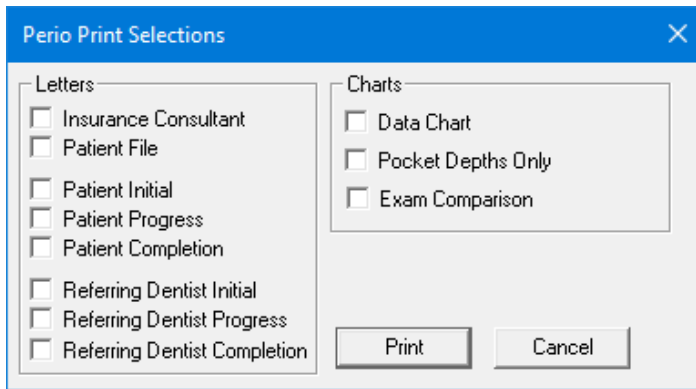 Perio Print Selections
Letters
Insurance Consultant
Patient File
Patient Initial
Patient Progress
Patient Completion
Referring Dentist Initial
Referring Dentist Progress
Referring Dentist Completion
Charts
Data Chart
Pocket Depths Only
Exam Comparison
Print
Cancel